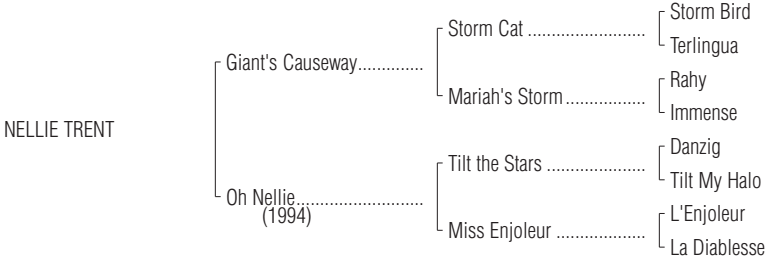 Storm Bird
Storm Cat ........................
Terlingua
Giant's Causeway..............
Rahy
Mariah's Storm .................
Immense
NELLIE TRENT
Danzig
Tilt the Stars .....................
Tilt My Halo
Oh Nellie...........................
(1994)
L'Enjoleur
Miss Enjoleur ...................
La Diablesse